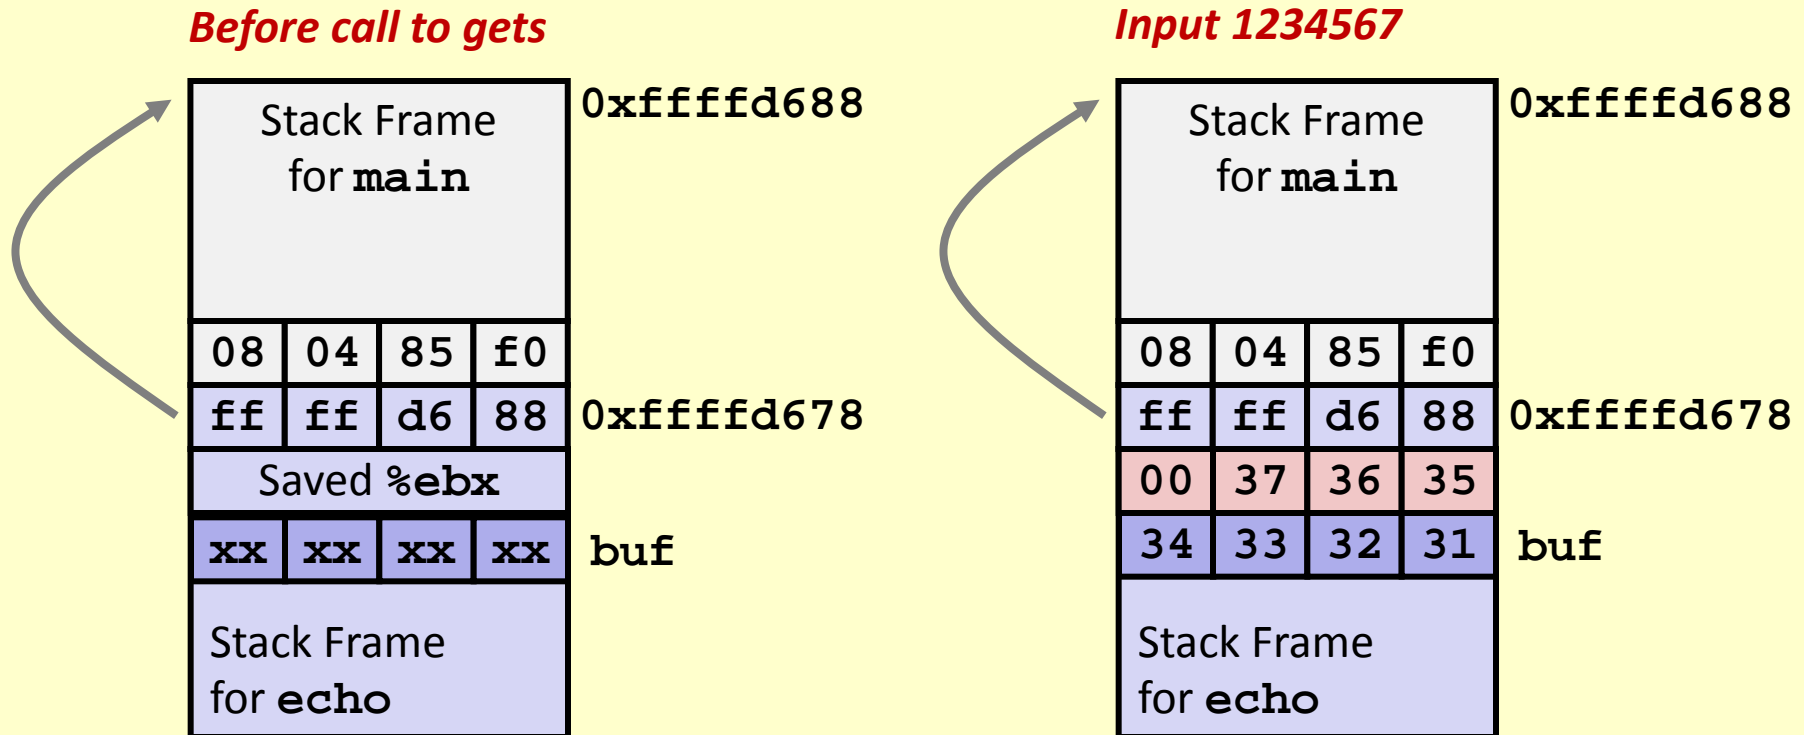 Before call to gets
Stack Frame
for main
0xffffd688
08 04 85 f0
ff ff d6 88
0xffffd678
Saved %ebx
xx xx xx xx
buf
Stack Frame
for echo
Input 1234567
Stack Frame
for main
0xffffd688
08 04 85 f0
ff ff d6 88
0xffffd678
00 37 36 35
34 33 32 31
buf
Stack Frame
for echo